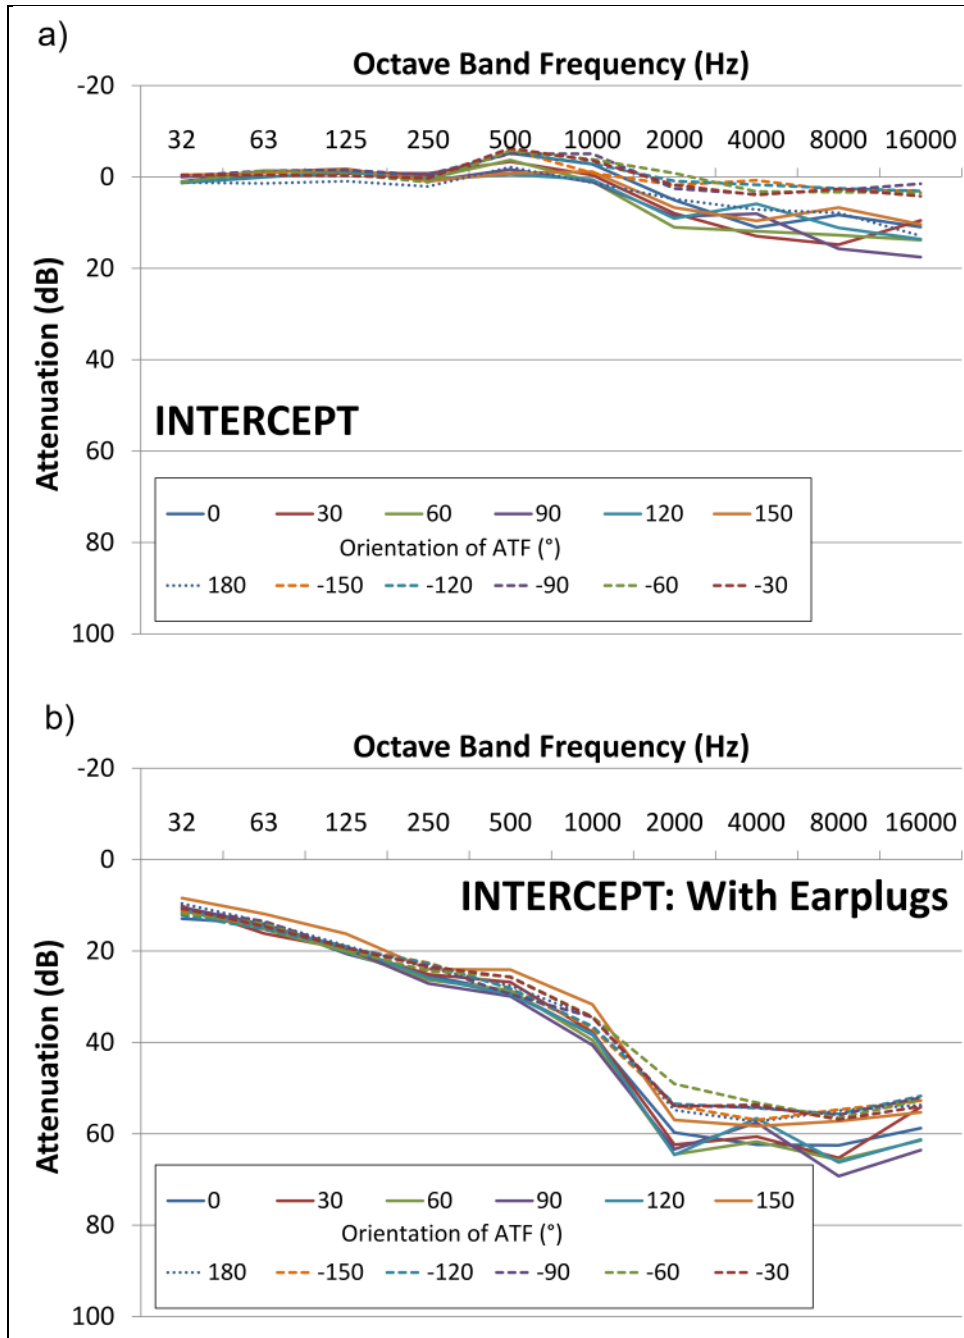 a)
Octave Band Frequency (Hz)
-20
32 63 125 250 500 1000 2000 4000 8000 16000
0
20
40
60
80
100
Attenuation (dB)
INTERCEPT
0 30 60 90 120 150
Orientation of ATF (°)
180 -150 -120 -90 -60 -30
b)
Octave Band Frequency (Hz)
-20
32 63 125 250 500 1000 2000 4000 8000 16000
0
20
40
60
80
100
Attenuation (dB)
INTERCEPT: With Earplugs
0 30 60 90 120 150
Orientation of ATF (°)
180 -150 -120 -90 -60 -30